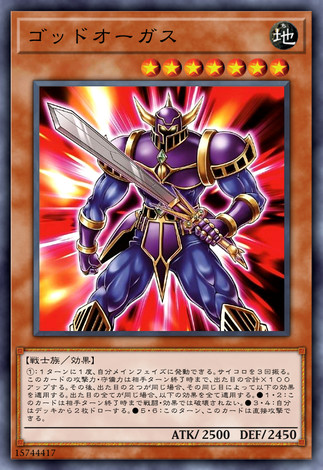 ゴッドオーガス
地
【戦士族／効果】
①：1ターンに1度、自分メインフェイズに発動できる。サイコロを3回振る。
このカードの攻撃力・守備力は相手ターン終了時まで、出た目の合計×100
アップする。その後、出た目の2つが同じ場合、その同じ目によって以下の効果
を適用する。出た目の全てが同じ場合、以下の効果を全て適用する。●1・2：こ
のカードは相手ターン終了時まで戦闘・効果では破壊されない。●3・4：自分
はデッキから2枚ドローする。●5・6：このターン、このカードは直接攻撃で
きる。
ATK/ 2500 DEF/2450
15744417